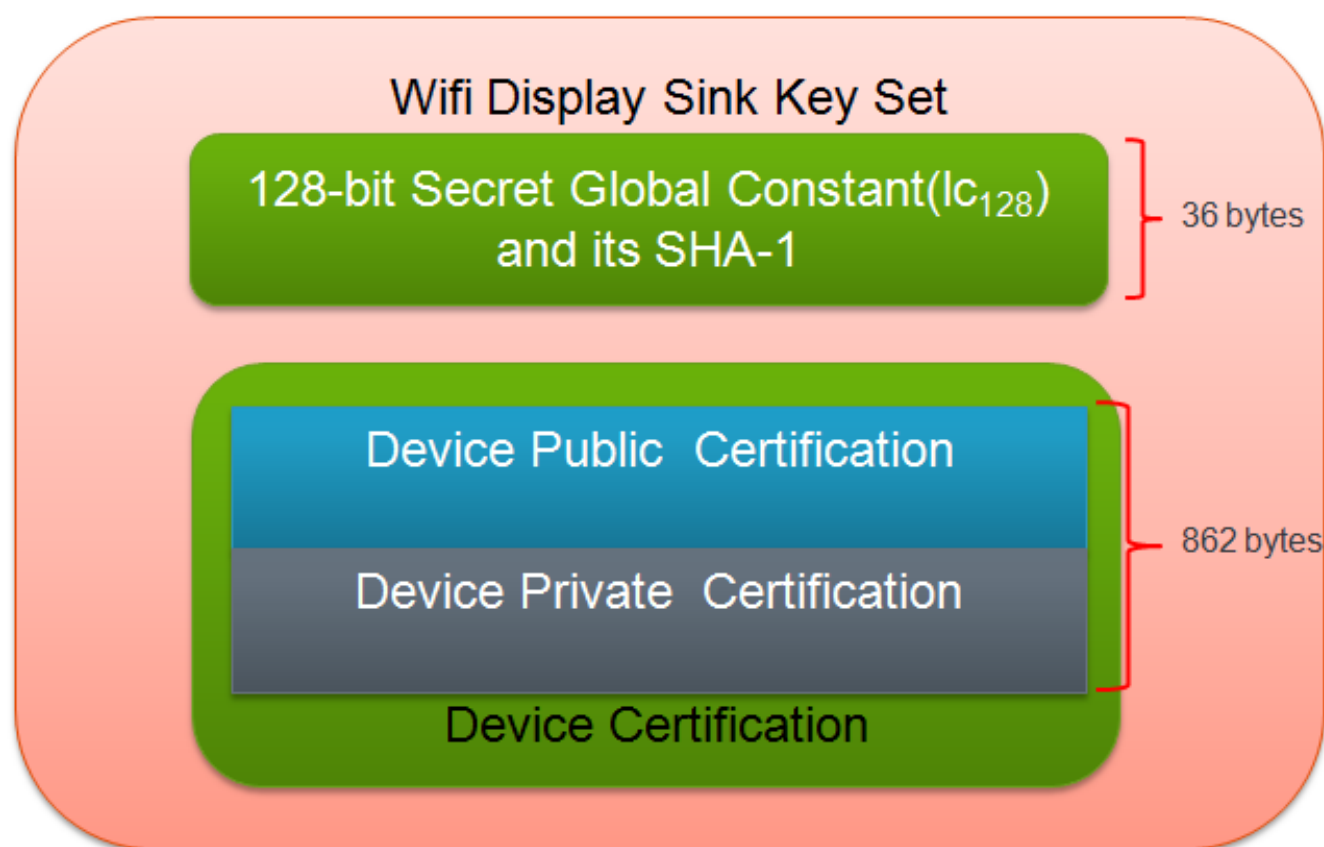 Wifi Display Sink Key Set
128-bit Secret Global Constant(lc₁₂₈)
and its SHA-1
36 bytes
Device Public Certification
862 bytes
Device Private Certification
Device Certification